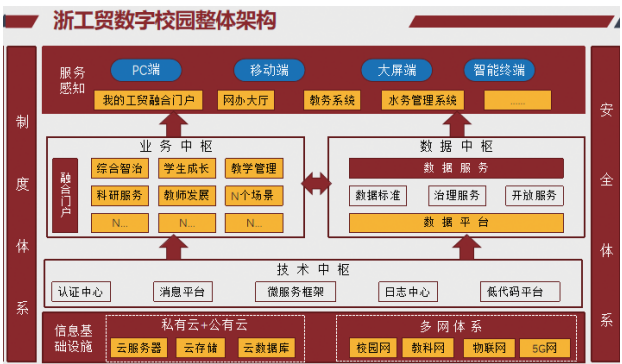 浙工贸数字校园整体架构
制度体系
服务感知
PC端 移动端 大屏端 智能终端
我的工贸融合门户 网办大厅 教务系统 水务管理系统 ......
业务中枢
融合门户
综合智治 学生成长 教学管理
科研服务 教师发展 N个场景
N... N... N...
数据中枢
数据服务
数据标准 治理服务 开放服务
数据平台
技术中枢
认证中心 消息平台 微服务框架 日志中心 低代码平台
信息基础设施
私有云+公有云
云服务器 云存储 云数据库
多网体系
校园网 教科网 物联网 5G网
安全体系